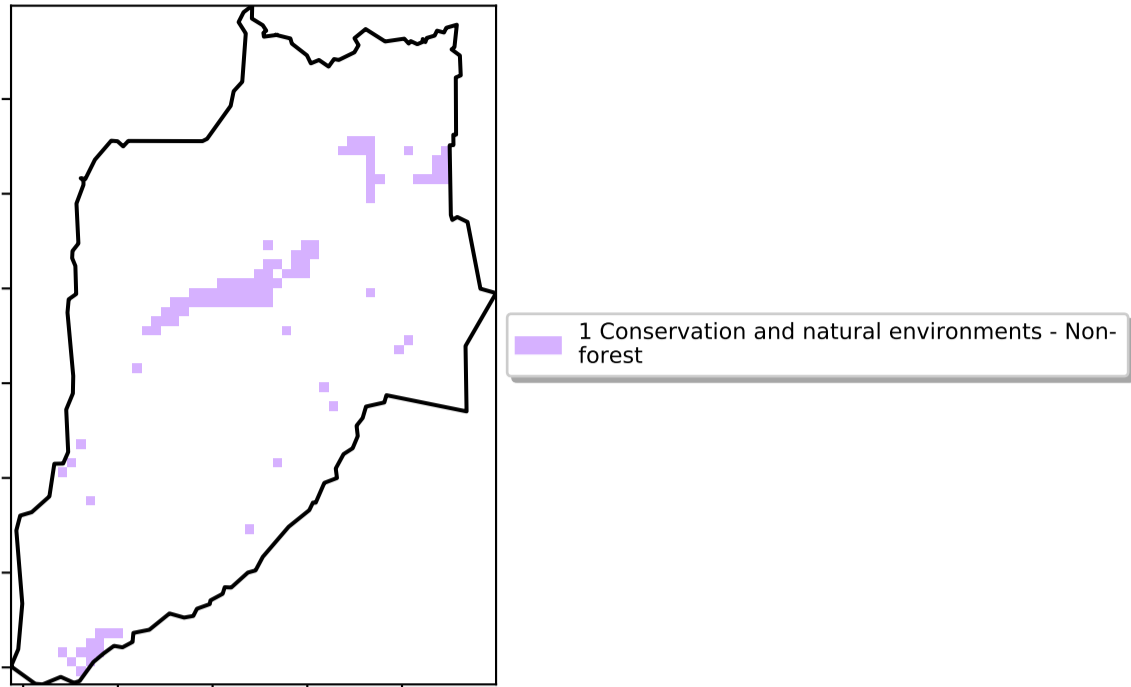 1 Conservation and natural environments - Non-
forest